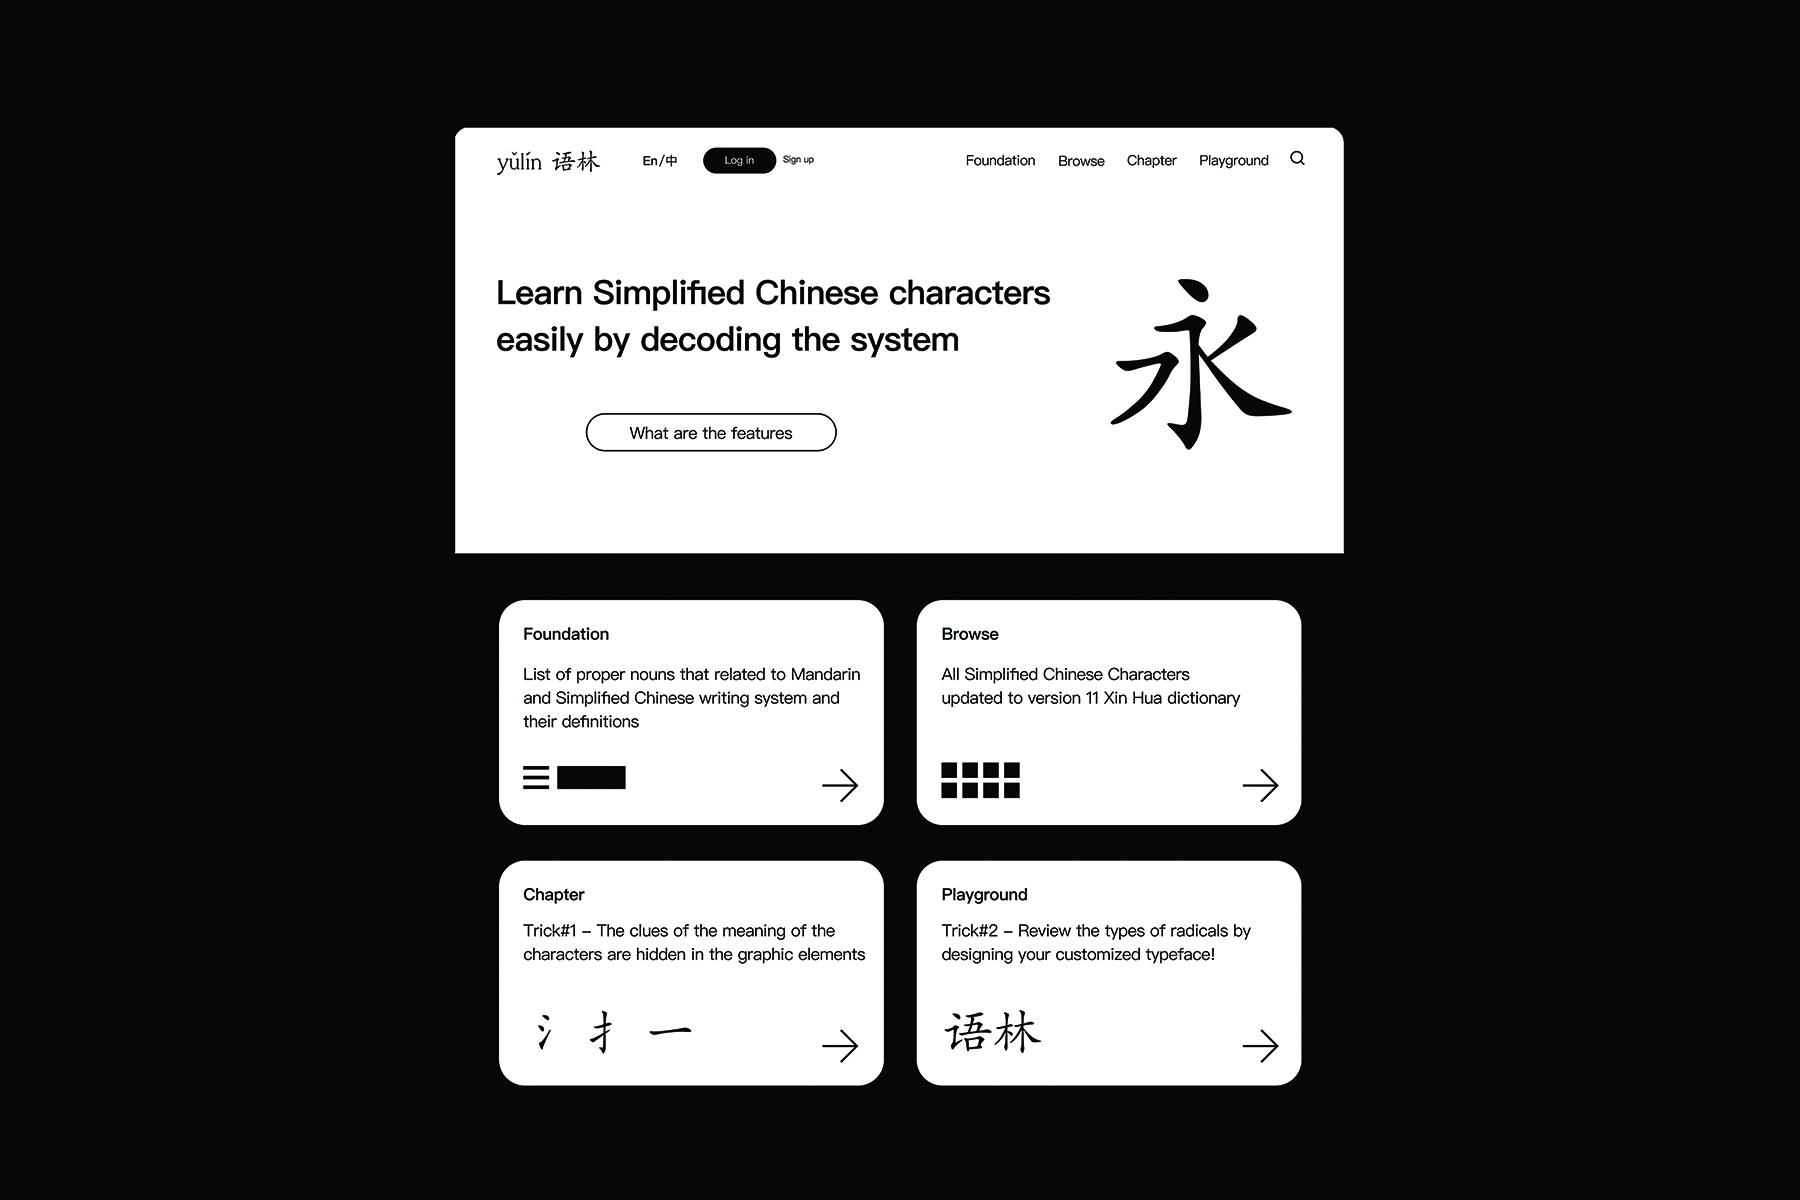 yǔlín 语林
En/中
Log in
Sign up
Foundation
Browse
Chapter
Playground
Learn Simplified Chinese characters
easily by decoding the system
永
What are the features
Foundation
List of proper nouns that related to Mandarin
and Simplified Chinese writing system and
their definitions
Browse
All Simplified Chinese Characters
updated to version 11 Xin Hua dictionary
Chapter
Trick#1 – The clues of the meaning of the
characters are hidden in the graphic elements
氵 扌 一
Playground
Trick#2 – Review the types of radicals by
designing your customized typeface!
语林